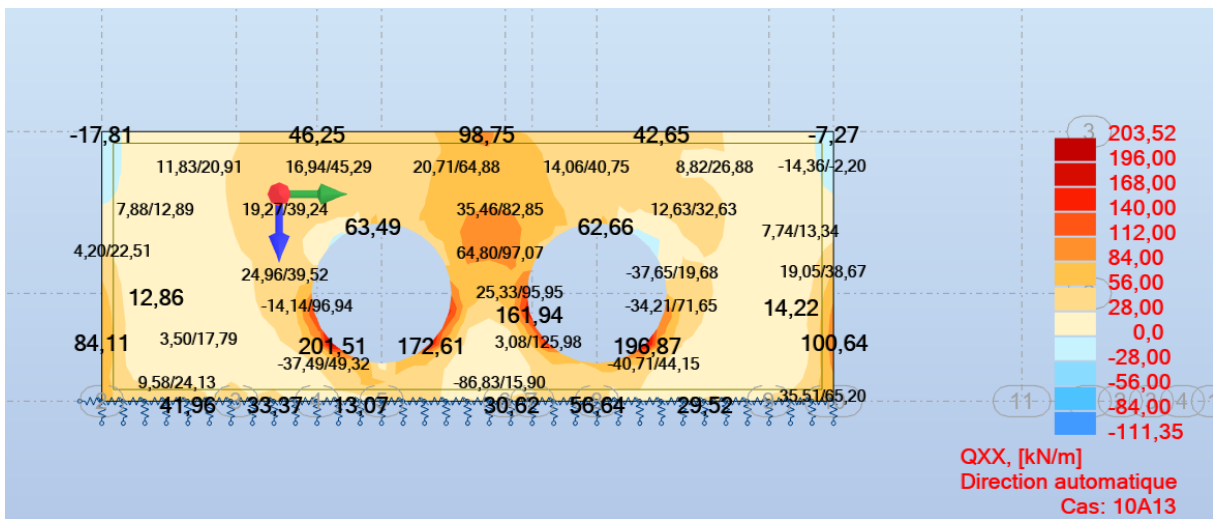 -17,81 46,25 98,75 42,65 -7,27
3
11,83/20,91 16,94/45,29 20,71/64,88 14,06/40,75 8,82/26,88 -14,36/-2,20
7,88/12,89 19,27/39,24 35,46/82,85 12,63/32,63
63,49 62,66
7,74/13,34
4,20/22,51 64,80/97,07
24,96/39,52 -37,65/19,68 19,05/38,67
12,86 -14,14/96,94 25,33/95,95 -34,21/71,65 14,22
161,94
84,11 3,50/17,79 201,51 172,61 3,08/125,98 196,87 100,64
-37,49/49,32 -40,71/44,15
9,58/24,13 -86,83/15,90 35,51/65,20
41,96 33,37 13,07 30,62 56,64 29,52
11
203,52
196,00
168,00
140,00
112,00
84,00
56,00
28,00
0,0
-28,00
-56,00
-84,00
-111,35
QXX, [kN/m]
Direction automatique
Cas: 10A13